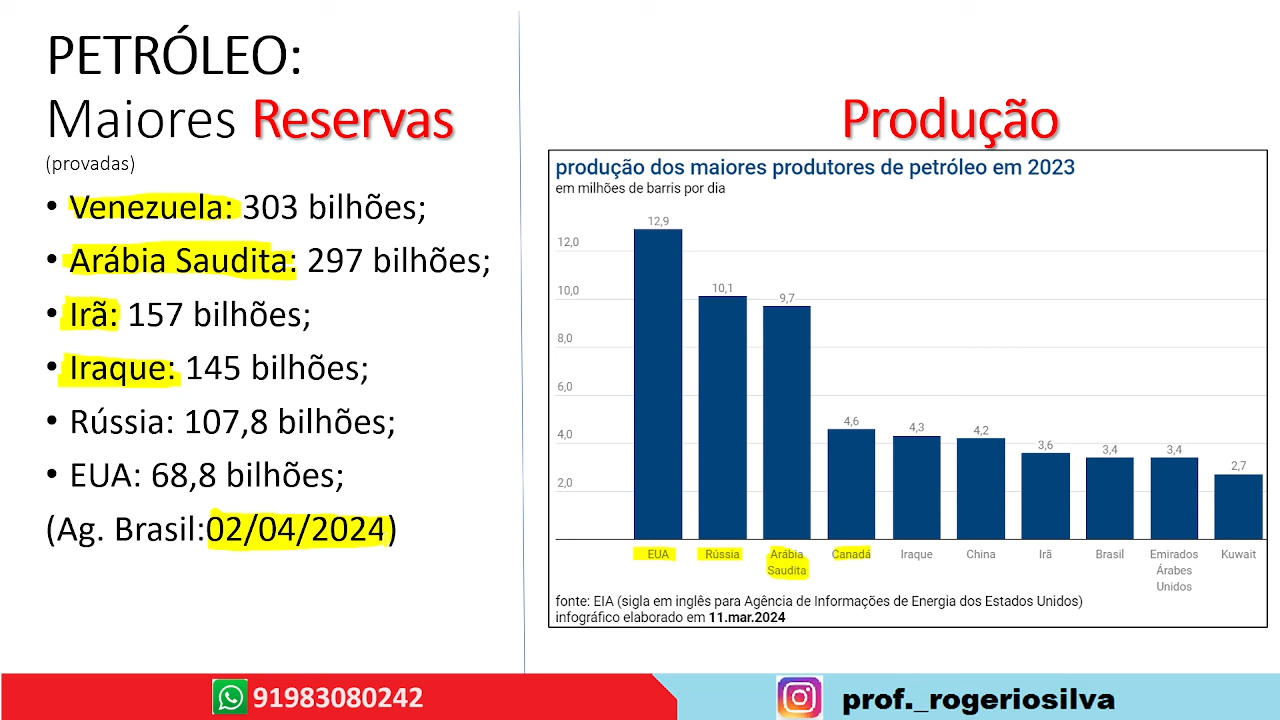 PETRÓLEO:
Maiores Reservas
(provadas)
• Venezuela: 303 bilhões;
• Arábia Saudita: 297 bilhões;
• Irã: 157 bilhões;
• Iraque: 145 bilhões;
• Rússia: 107,8 bilhões;
• EUA: 68,8 bilhões;
(Ag. Brasil:02/04/2024)
Produção
produção dos maiores produtores de petróleo em 2023
em milhões de barris por dia
12,0
10,0
8,0
6,0
4,0
2,0
12,9
10,1
9,7
4,6
4,3
4,2
3,6
3,4
3,4
2,7
EUA
Rússia
Arábia
Saudita
Canadá
Iraque
China
Irã
Brasil
Emirados
Árabes
Unidos
Kuwait
fonte: EIA (sigla em inglês para Agência de Informações de Energia dos Estados Unidos)
infográfico elaborado em 11.mar.2024
91983080242
prof._rogeriosilva